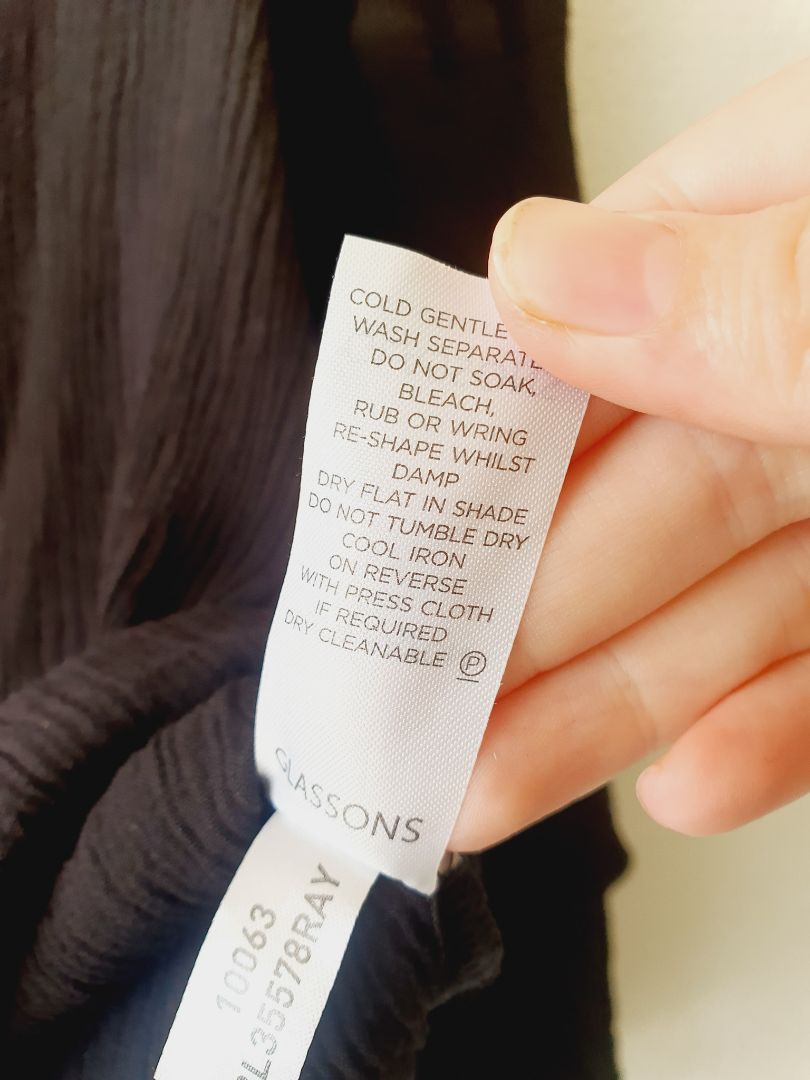 COLD GENTLE
WASH SEPARATE
DO NOT SOAK,
BLEACH,
RUB OR WRING
RE-SHAPE WHILST
DAMP
DRY FLAT IN SHADE
DO NOT TUMBLE DRY
COOL IRON
ON REVERSE
WITH PRESS CLOTH
IF REQUIRED
DRY CLEANABLE Ⓟ
GLASSONS
10063
L35578RAY